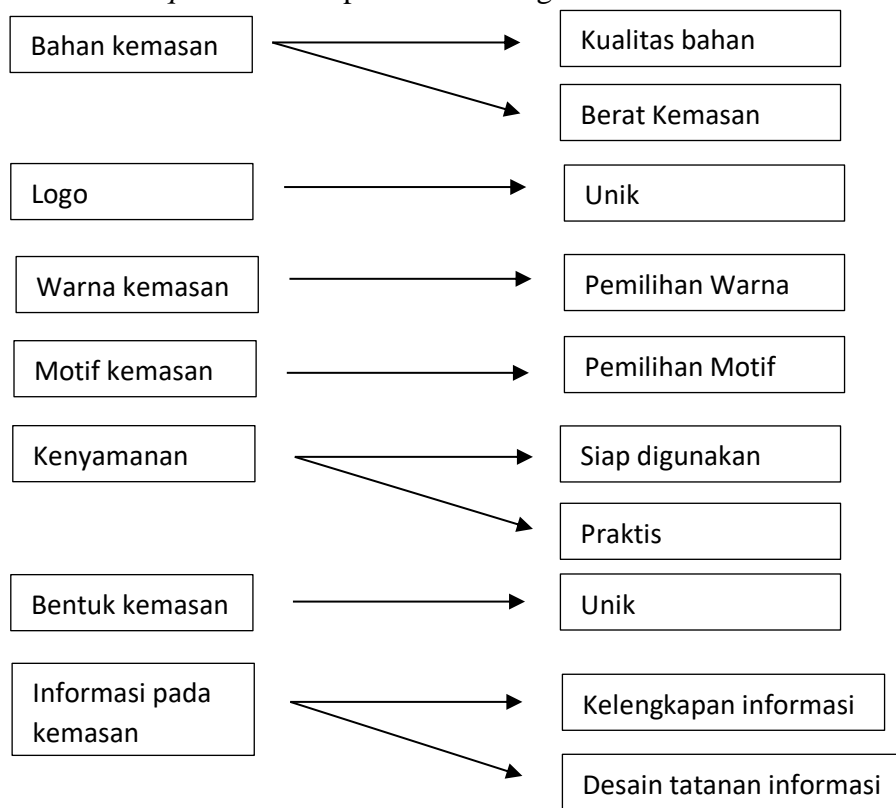 Bahan kemasan
Kualitas bahan
Berat Kemasan
Logo
Unik
Warna kemasan
Pemilihan Warna
Motif kemasan
Pemilihan Motif
Kenyamanan
Siap digunakan
Praktis
Bentuk kemasan
Unik
Informasi pada
kemasan
Kelengkapan informasi
Desain tatanan informasi